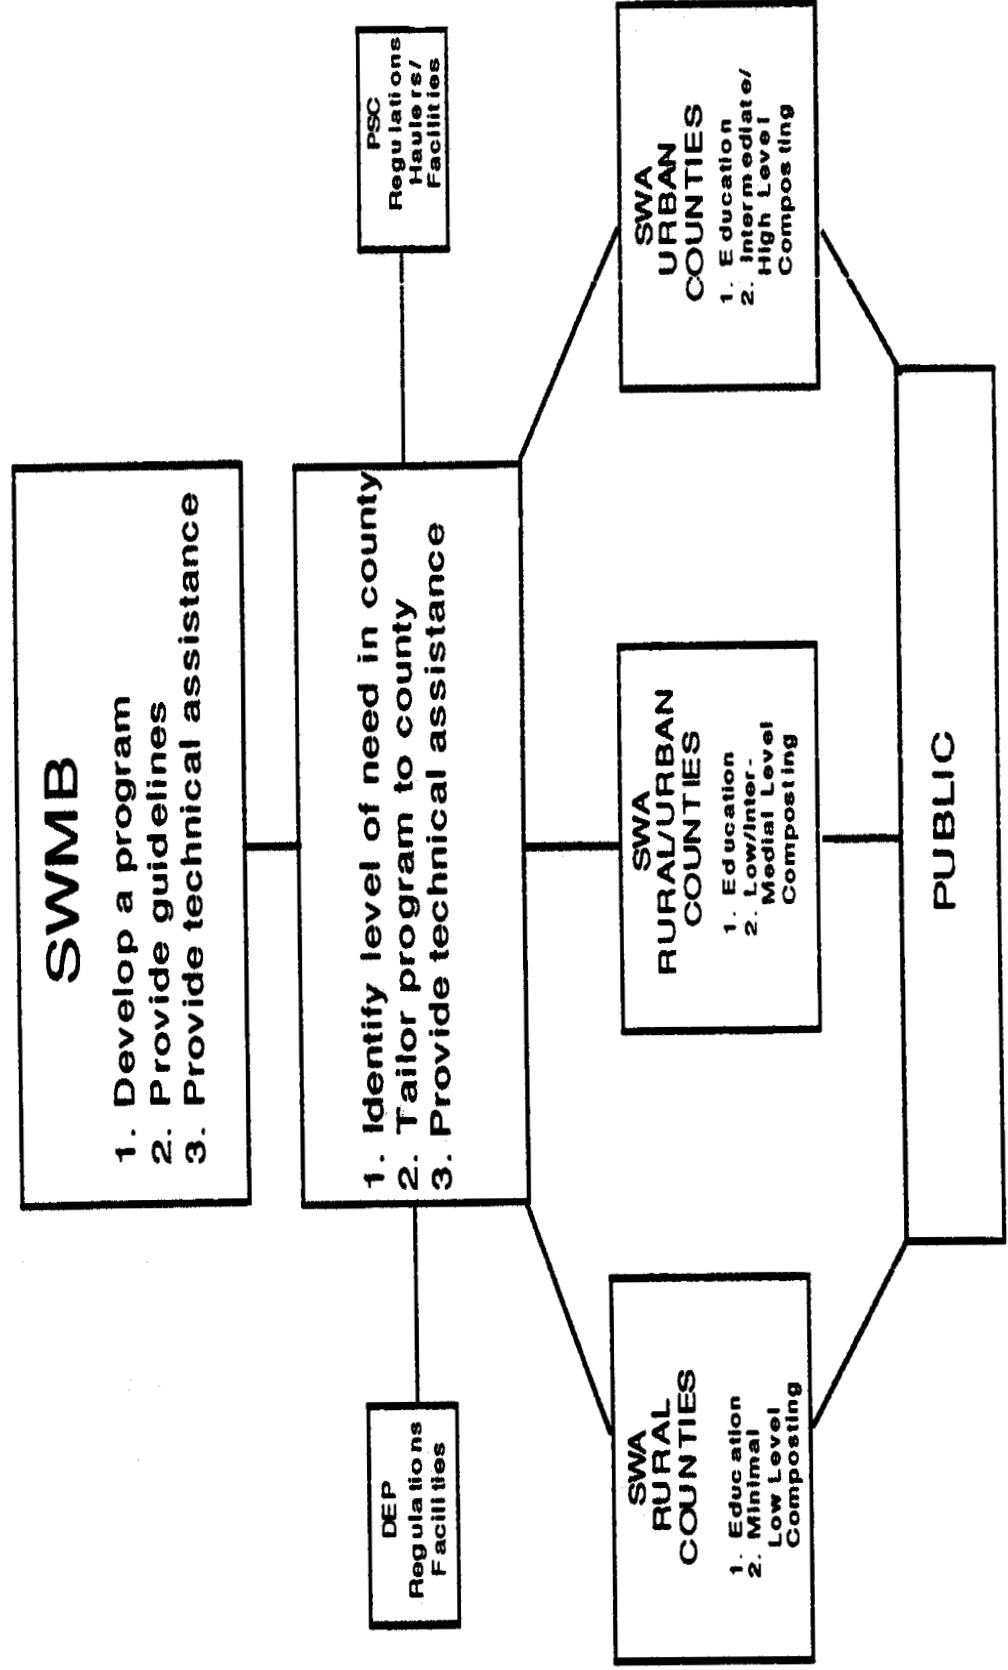 SWMB
1. Develop a program
2. Provide guidelines
3. Provide technical assistance
DEP
Regulations
Facilities
1. Identify level of need in county
2. Tailor program to county
3. Provide technical assistance
PSC
Regulations
Haulers/
Facilities
SWA
RURAL
COUNTIES
1. Education
2. Minimal
Low Level
Composting
SWA
RURAL/URBAN
COUNTIES
1. Education
2. Low/Inter-
Medial Level
Composting
SWA
URBAN
COUNTIES
1. Education
2. Intermediate/
High Level
Composting
PUBLIC